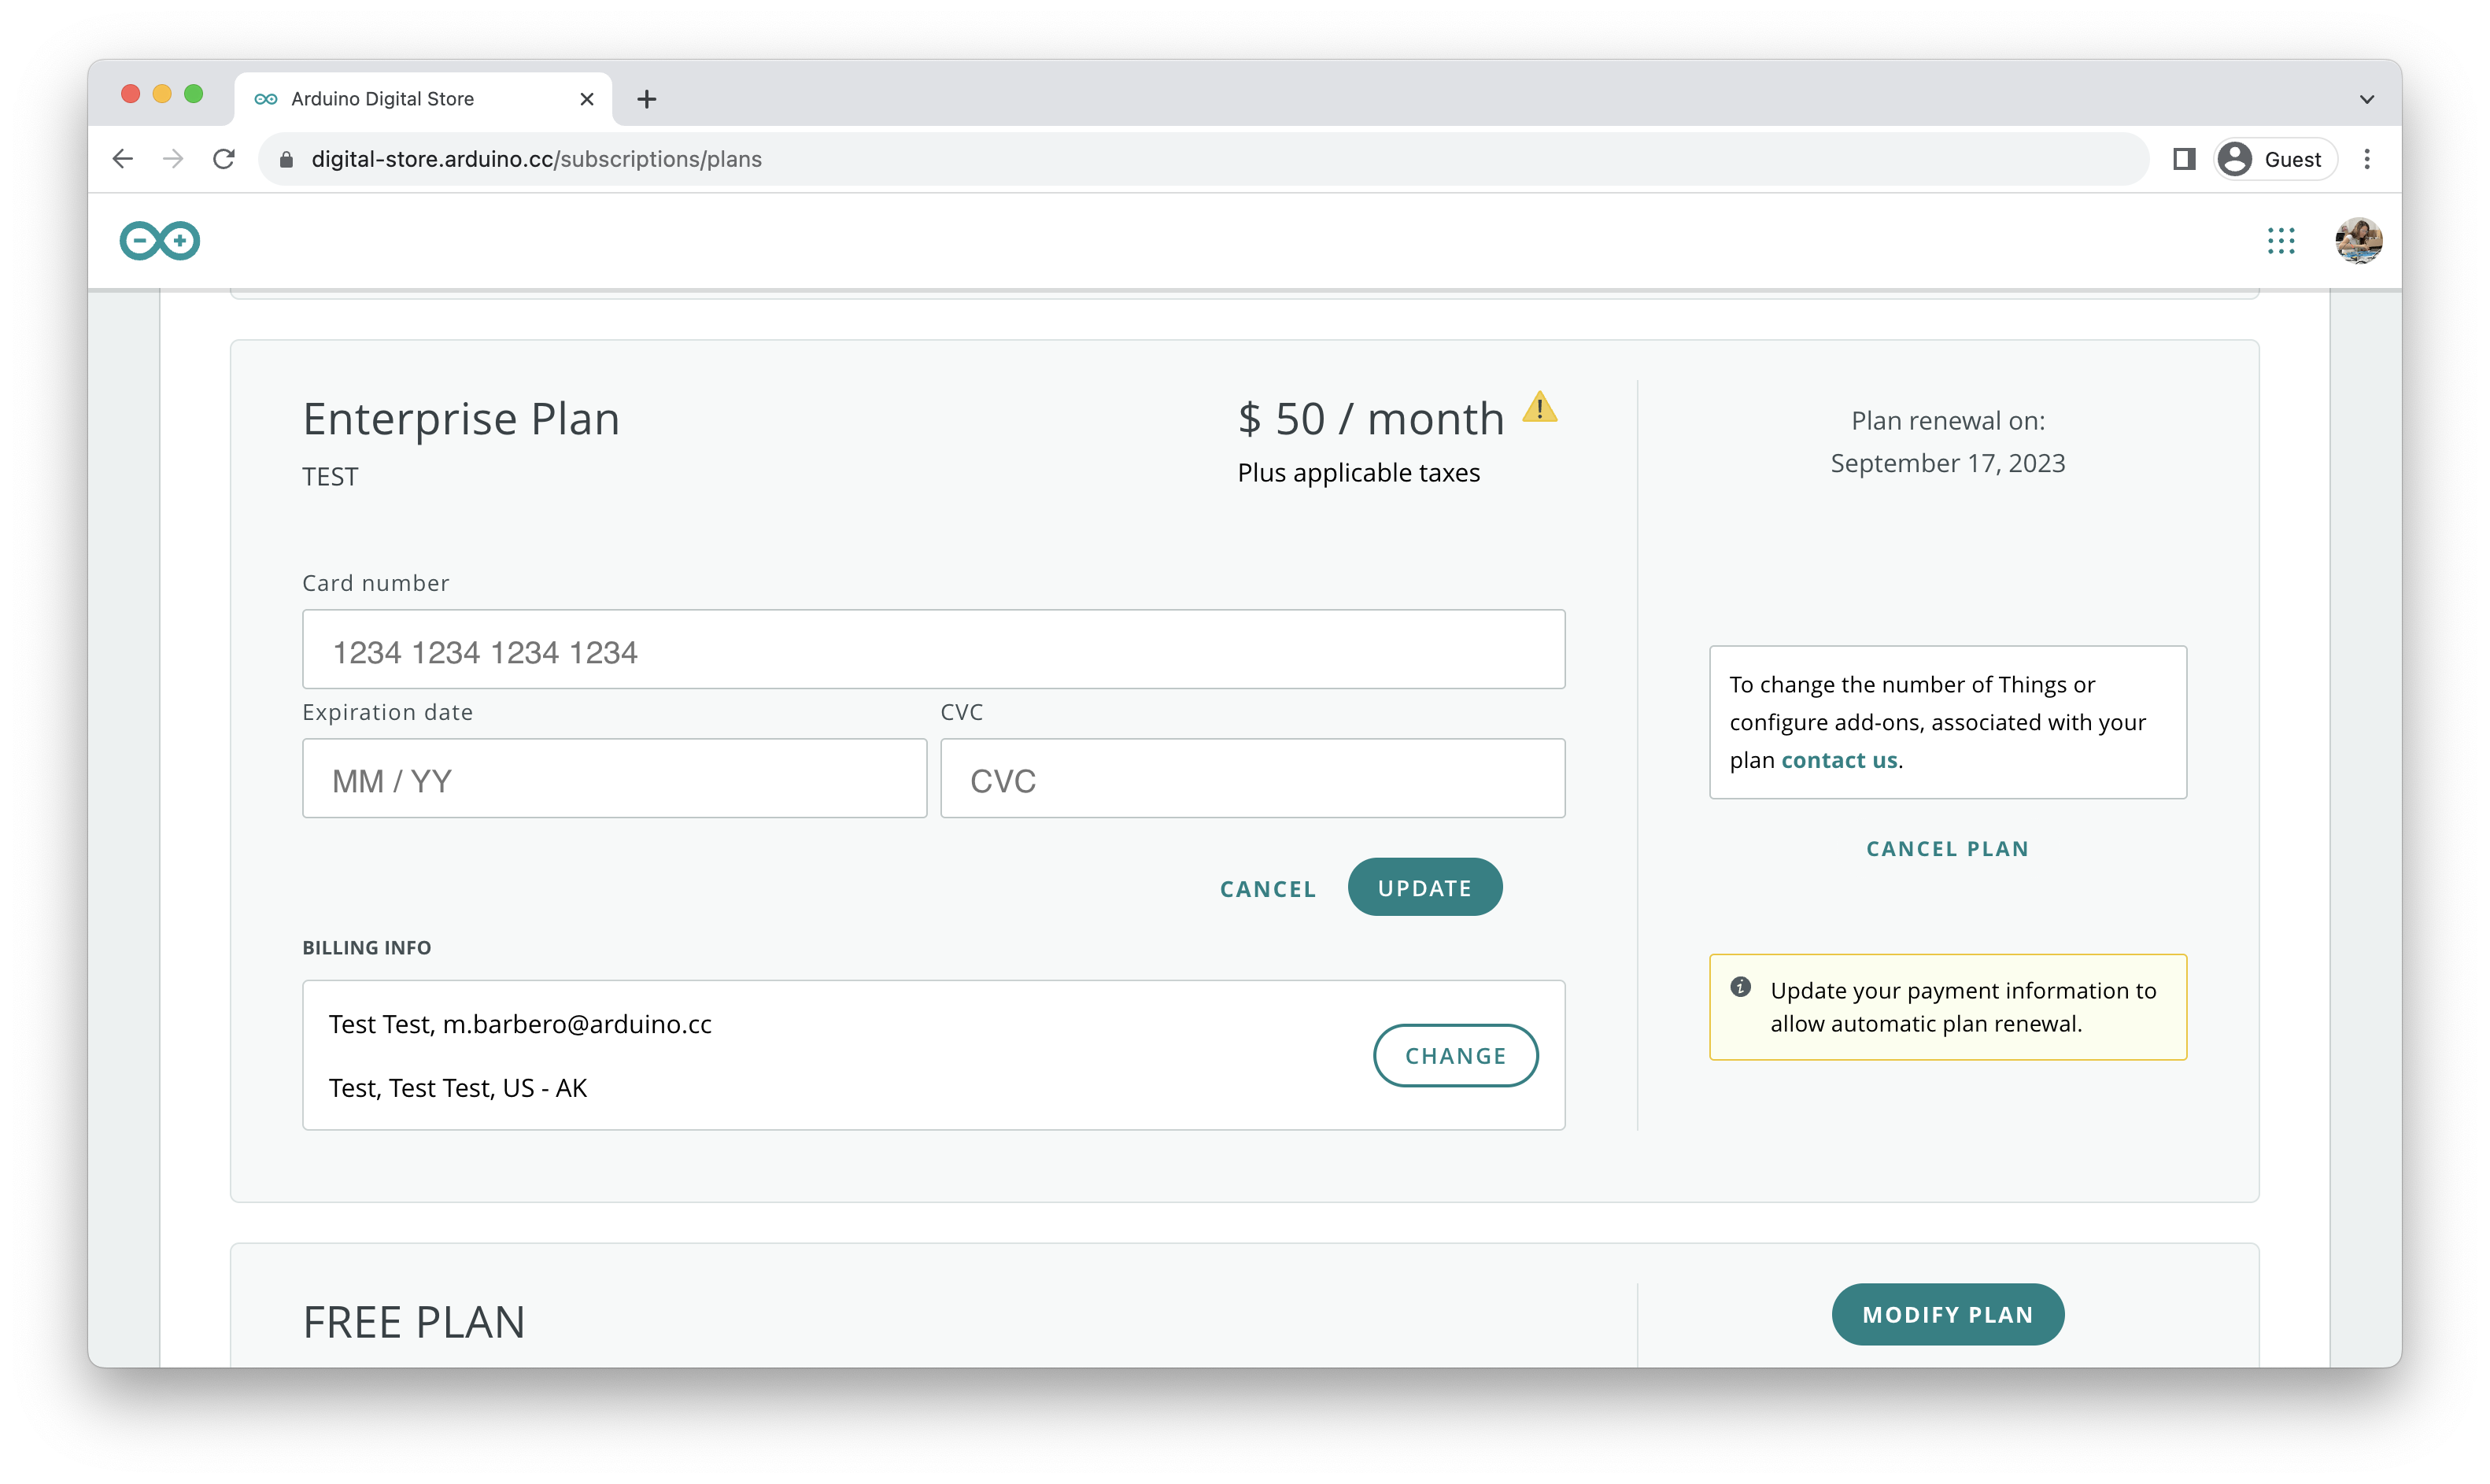 Arduino Digital Store
digital-store.arduino.cc/subscriptions/plans
Guest
Enterprise Plan
TEST
$ 50 / month
Plus applicable taxes
Card number
1234 1234 1234 1234
Expiration date
CVC
MM / YY
CVC
CANCEL
UPDATE
BILLING INFO
Test Test, m.barbero@arduino.cc
Test, Test Test, US - AK
CHANGE
Plan renewal on:
September 17, 2023
To change the number of Things or
configure add-ons, associated with your
plan contact us.
CANCEL PLAN
Update your payment information to
allow automatic plan renewal.
FREE PLAN
MODIFY PLAN